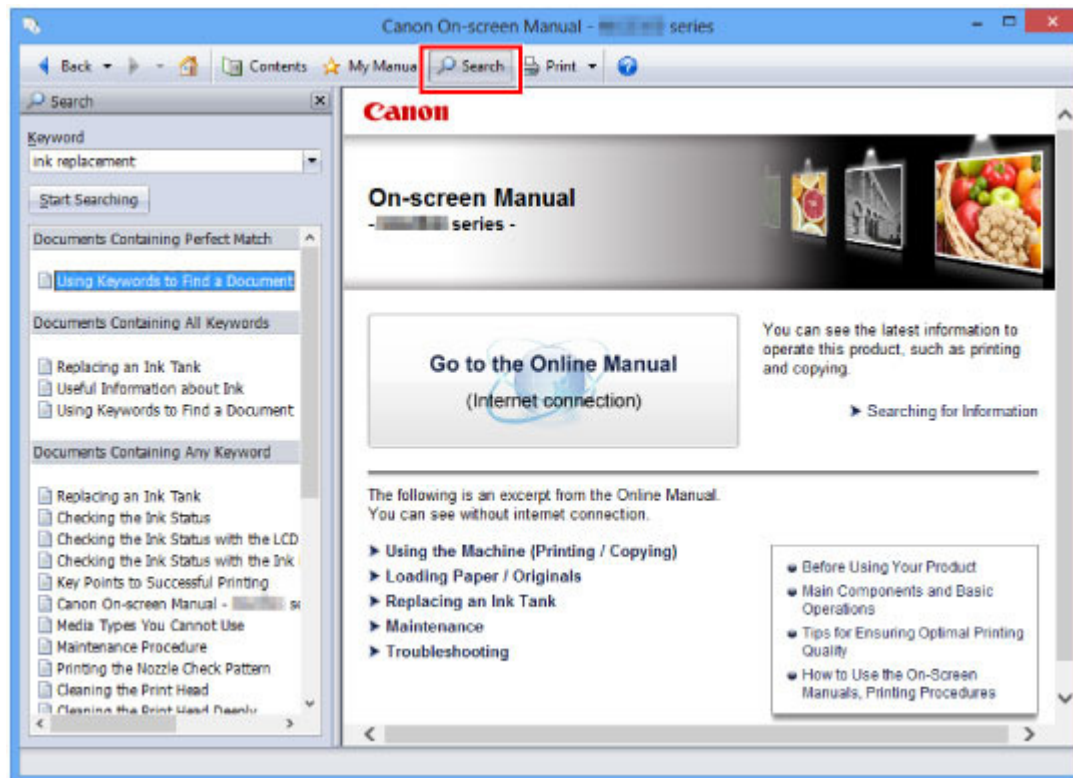 Canon On-screen Manual - series
Back Contents My Manua Search Print
Search
Keyword
ink replacement
Start Searching
Documents Containing Perfect Match
Using Keywords to Find a Document
Documents Containing All Keywords
Replacing an Ink Tank
Useful Information about Ink
Using Keywords to Find a Document
Documents Containing Any Keyword
Replacing an Ink Tank
Checking the Ink Status
Checking the Ink Status with the LCD
Checking the Ink Status with the Ink
Key Points to Successful Printing
Canon On-screen Manual - se
Media Types You Cannot Use
Maintenance Procedure
Printing the Nozzle Check Pattern
Cleaning the Print Head
Cleaning the Print Head Deeply
Canon
On-screen Manual
- series -
Go to the Online Manual
(Internet connection)
You can see the latest information to
operate this product, such as printing
and copying.
Searching for Information
The following is an excerpt from the Online Manual.
You can see without internet connection.
Using the Machine (Printing / Copying)
Loading Paper / Originals
Replacing an Ink Tank
Maintenance
Troubleshooting
Before Using Your Product
Main Components and Basic
Operations
Tips for Ensuring Optimal Printing
Quality
How to Use the On-Screen
Manuals, Printing Procedures